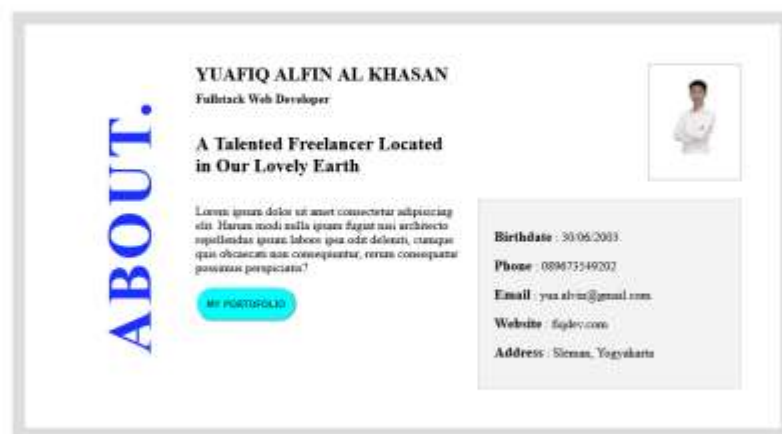 ABOUT.
YUAFIQ ALFIN AL KHASAN
Fullstack Web Developer
A Talented Freelancer Located
in Our Lovely Earth
Lorem ipsum dolor sit amet consectetur adipisicing
elit. Harum modi nulla ipsam fugiat nisi architecto
repellendus ipsum labore ipsa odit deleniti, cumque
quis obcaecati non consequuntur, rerum consequatur
possimus perspiciatis?
MY PORTOFOLIO
Birthdate : 30/06/2003
Phone : 089673549202
Email : yua.alvin@gmail.com
Website : fiqdev.com
Address : Sleman, Yogyakarta